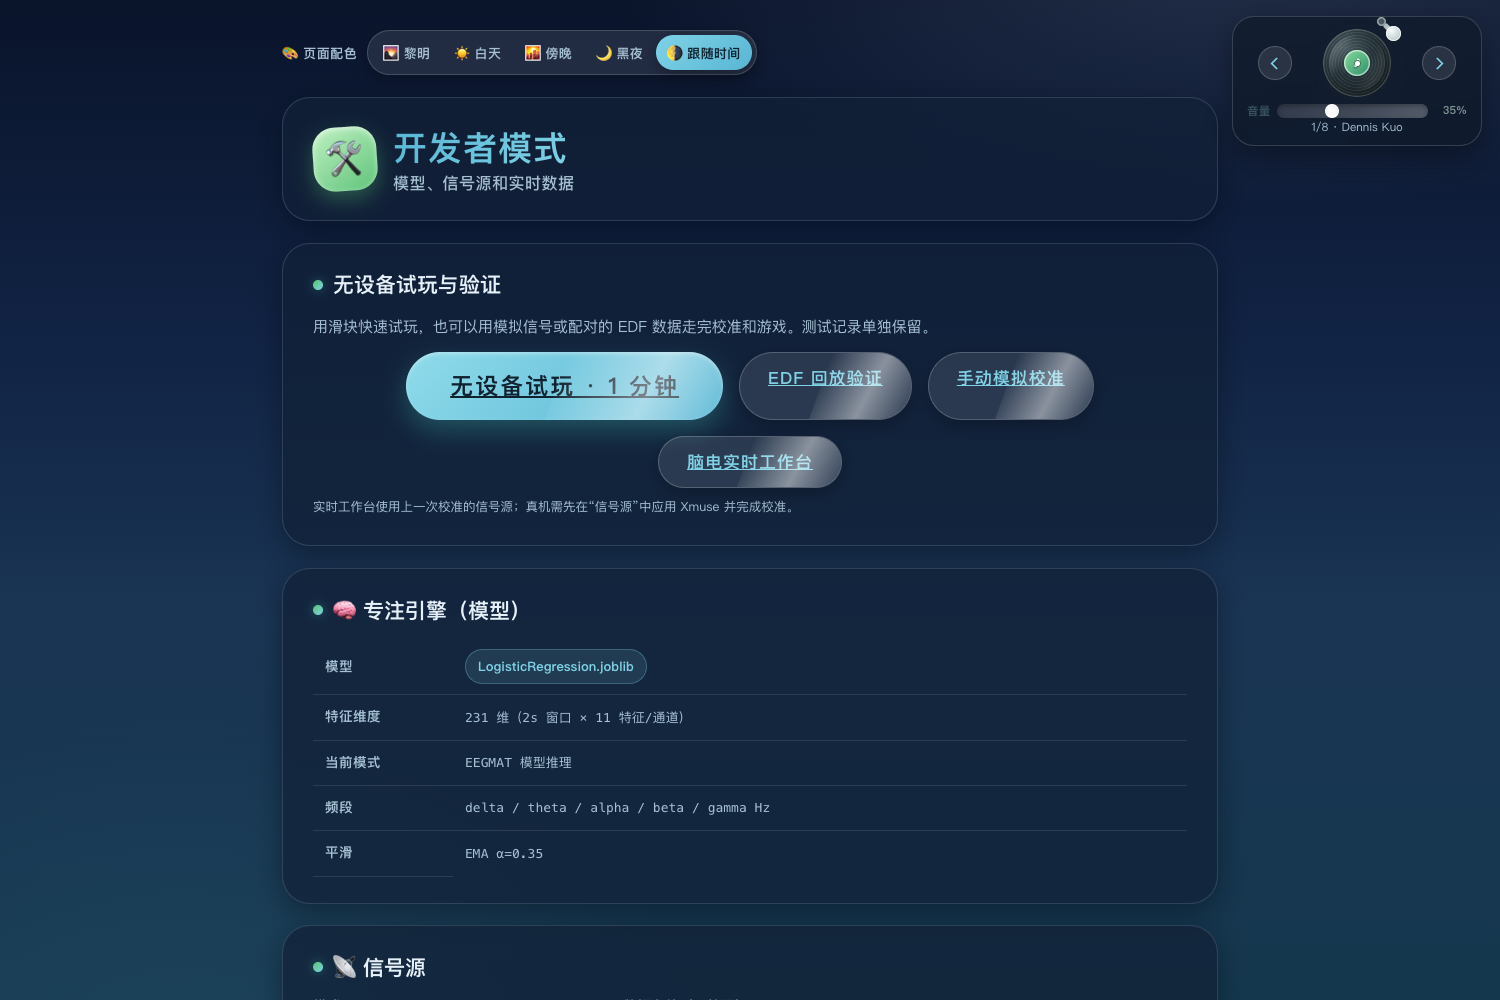 页面配色
黎明
白天
傍晚
黑夜
跟随时间
音量
35%
1/8 · Dennis Kuo
开发者模式
模型、信号源和实时数据
无设备试玩与验证
用滑块快速试玩，也可以用模拟信号或配对的 EDF 数据走完校准和游戏。测试记录单独保留。
无设备试玩 · 1 分钟
EDF 回放验证
手动模拟校准
脑电实时工作台
实时工作台使用上一次校准的信号源；真机需先在“信号源”中应用 Xmuse 并完成校准。
专注引擎（模型）
模型
LogisticRegression.joblib
特征维度
231 维（2s 窗口 × 11 特征/通道）
当前模式
EEGMAT 模型推理
频段
delta / theta / alpha / beta / gamma Hz
平滑
EMA α=0.35
信号源